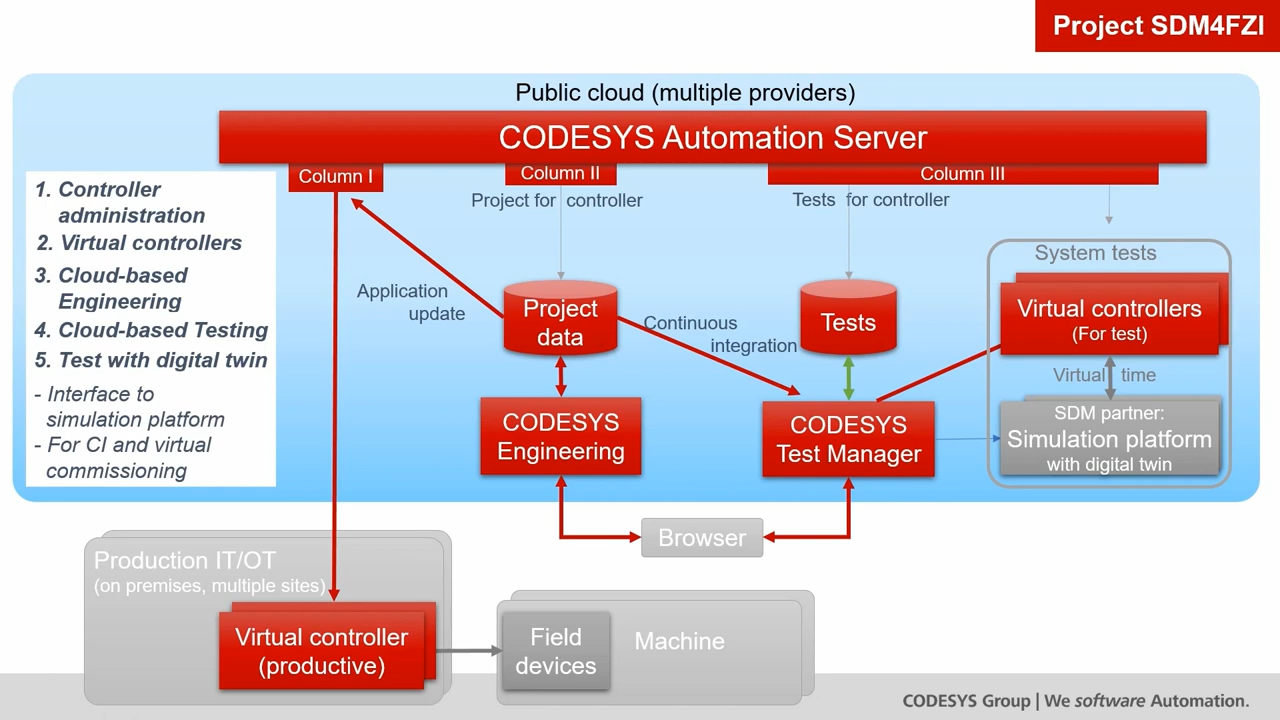 Project SDM4FZI
Public cloud (multiple providers)
CODESYS Automation Server
Column I
Column II
Column III
Project for controller
Tests for controller
1. Controller
administration
2. Virtual controllers
3. Cloud-based
Engineering
4. Cloud-based Testing
5. Test with digital twin
- Interface to
simulation platform
- For CI and virtual
commissioning
Application
update
Project
data
Continuous
integration
Tests
System tests
Virtual controllers
(For test)
Virtual time
SDM partner:
Simulation platform
with digital twin
CODESYS
Engineering
CODESYS
Test Manager
Browser
Production IT/OT
(on premises, multiple sites)
Virtual controller
(productive)
Field
devices
Machine
CODESYS Group | We software Automation.